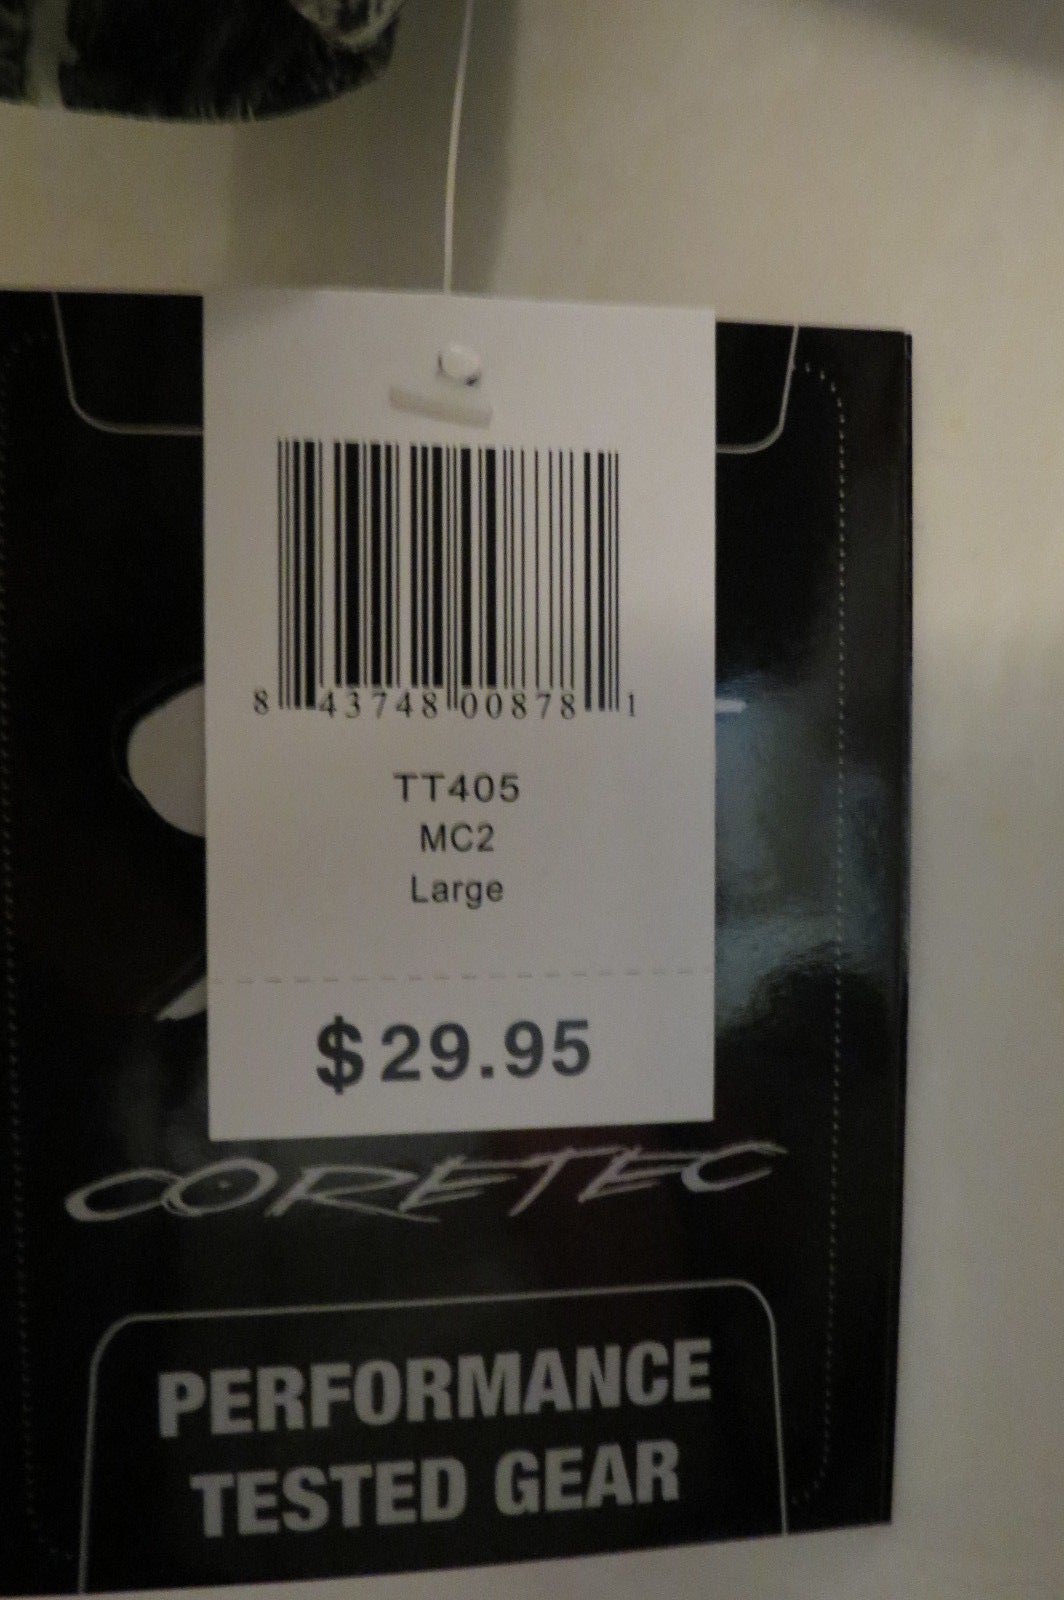 8 43748 00878 1
TT405
MC2
Large
$29.95
CORETEC
PERFORMANCE
TESTED GEAR